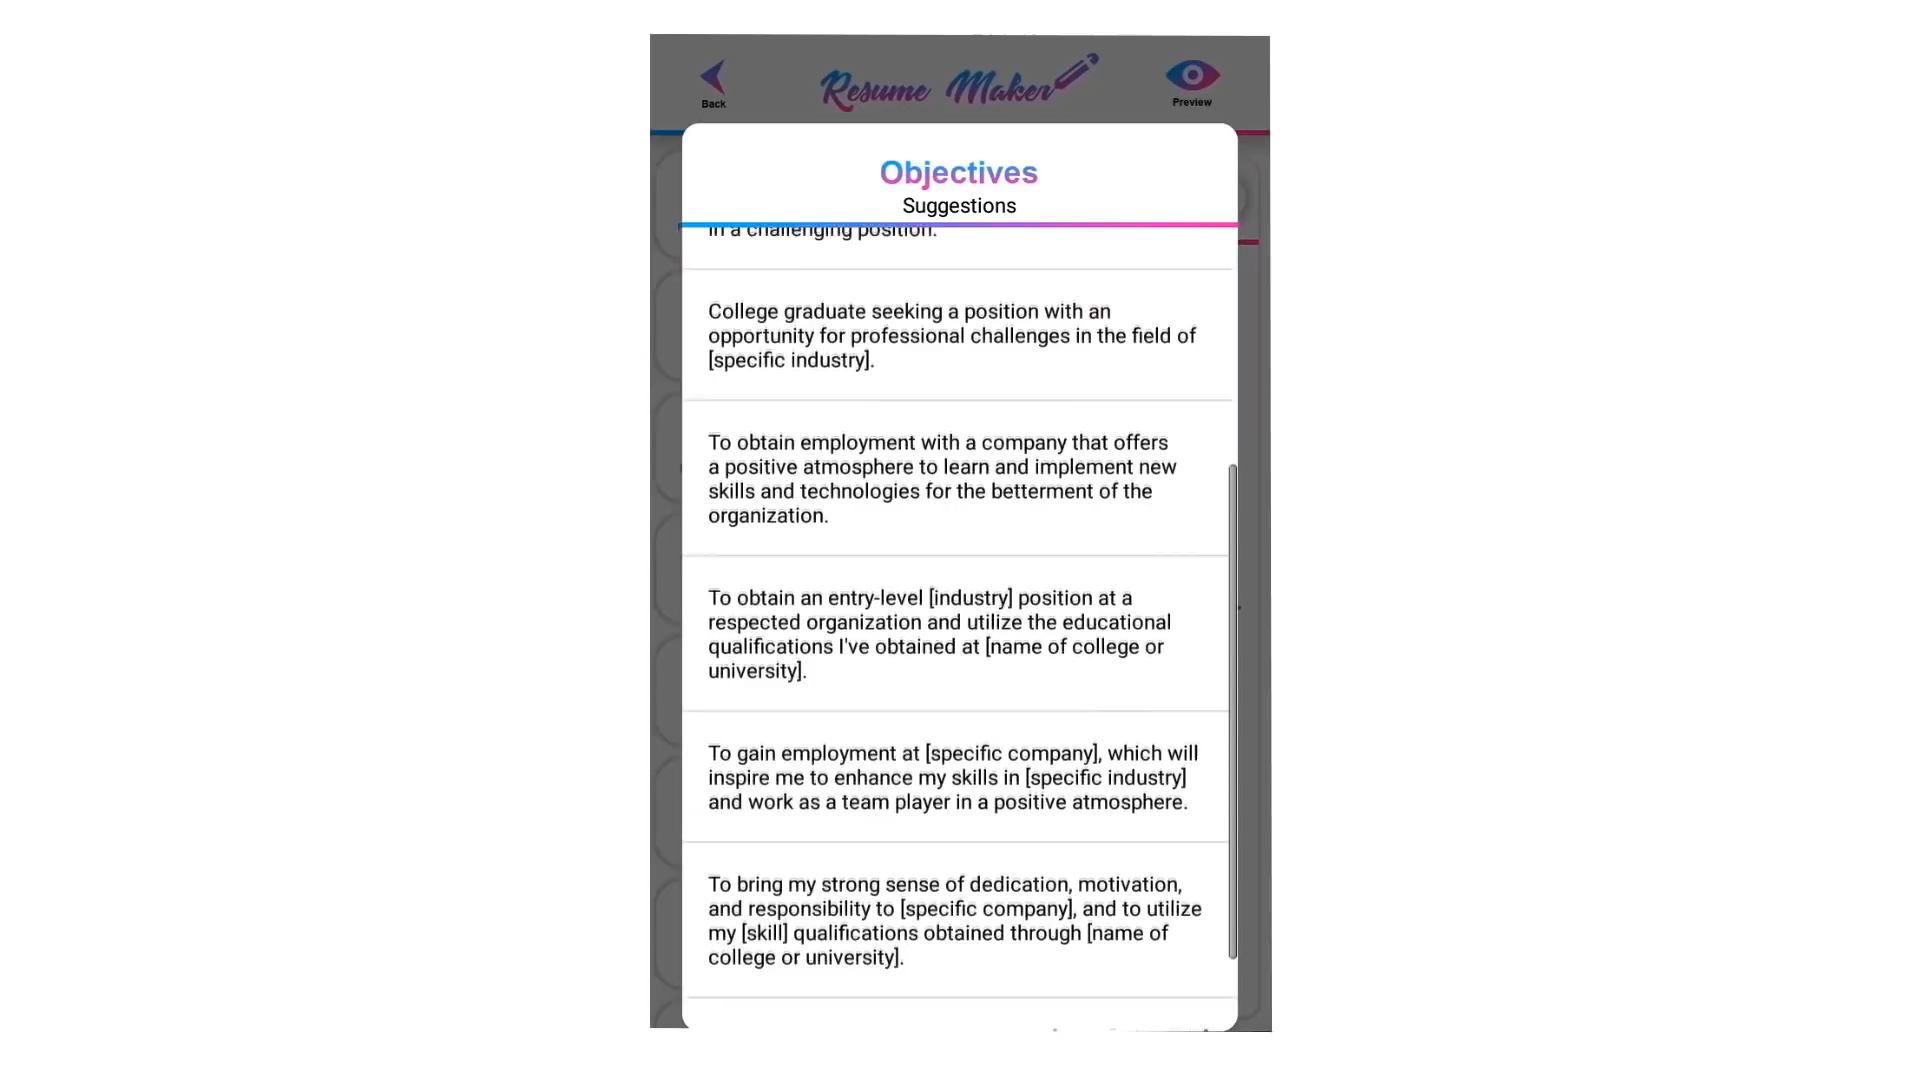 Back
Resume Maker
Preview
Objectives
Suggestions
in a challenging position.
College graduate seeking a position with an
opportunity for professional challenges in the field of
[specific industry].
To obtain employment with a company that offers
a positive atmosphere to learn and implement new
skills and technologies for the betterment of the
organization.
To obtain an entry-level [industry] position at a
respected organization and utilize the educational
qualifications I've obtained at [name of college or
university].
To gain employment at [specific company], which will
inspire me to enhance my skills in [specific industry]
and work as a team player in a positive atmosphere.
To bring my strong sense of dedication, motivation,
and responsibility to [specific company], and to utilize
my [skill] qualifications obtained through [name of
college or university].